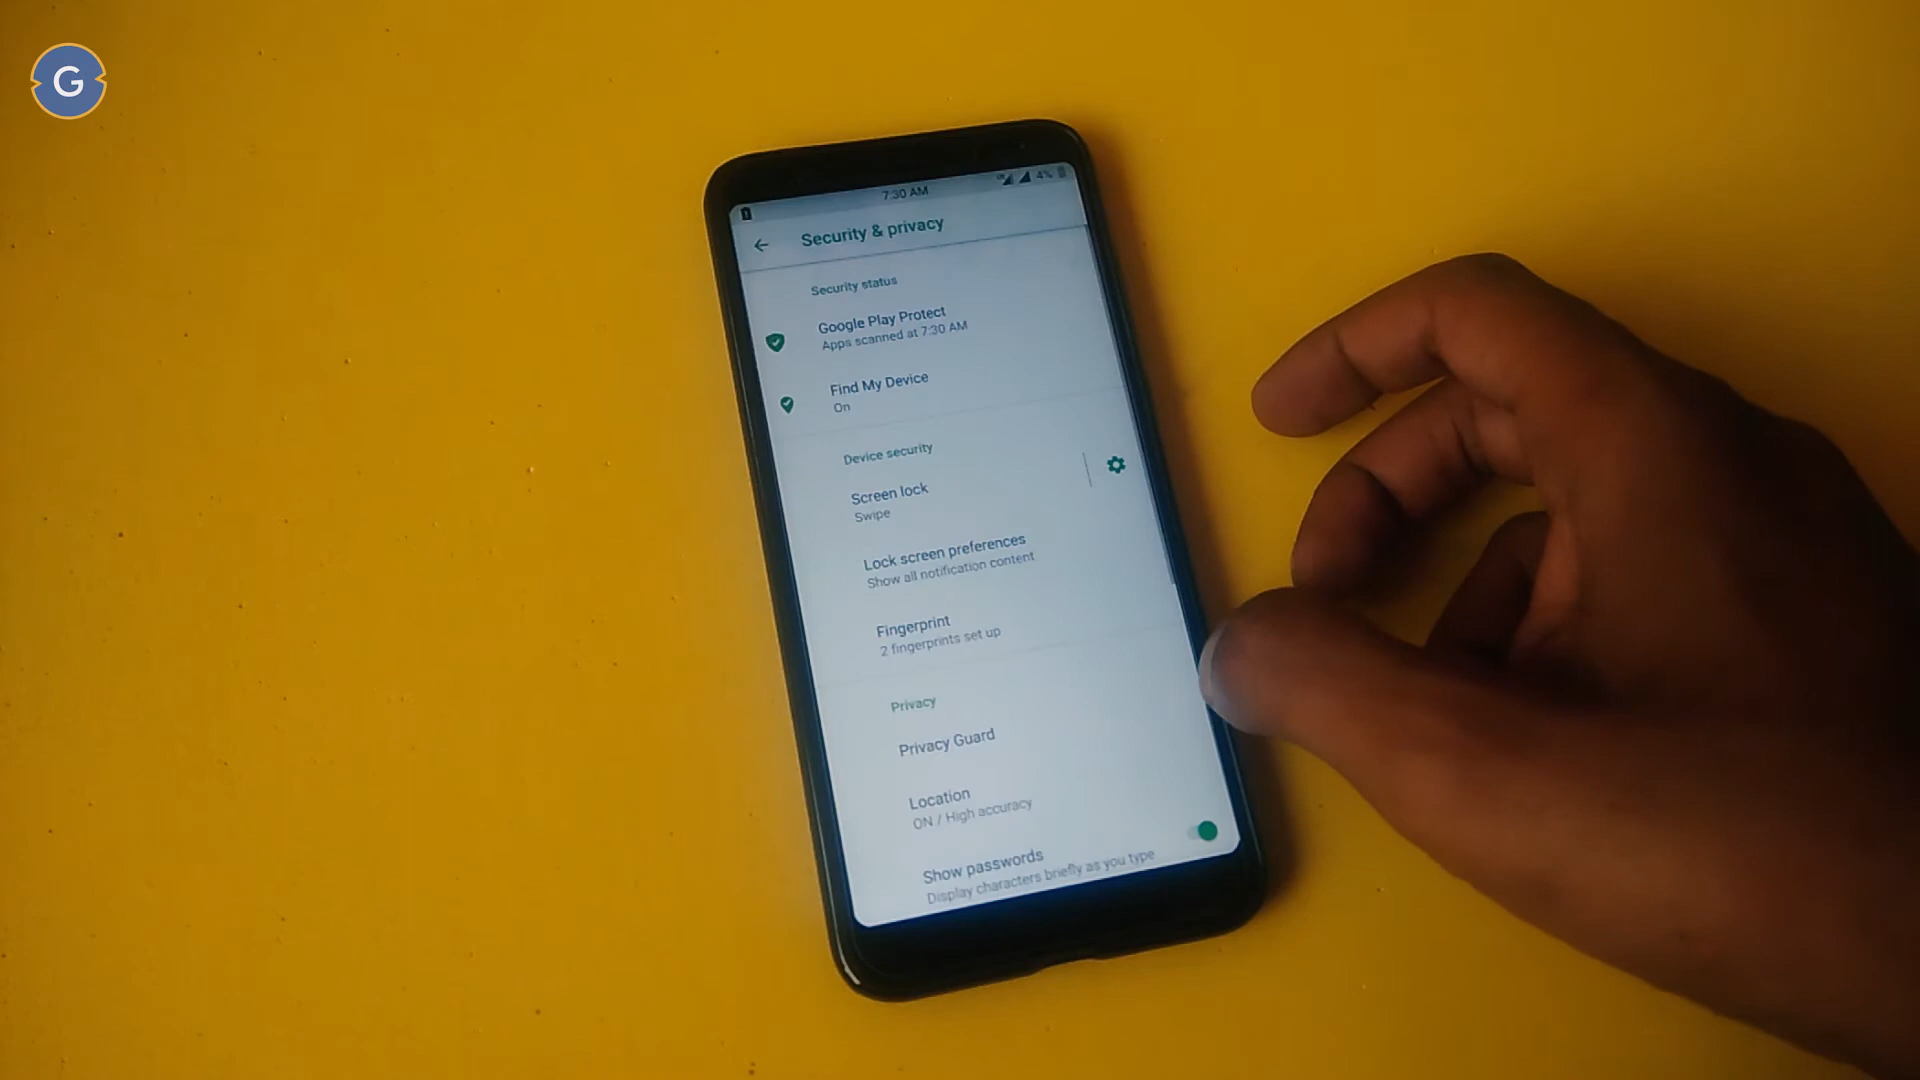 G
7:30 AM
4%
Security & privacy
Security status
Google Play Protect
Apps scanned at 7:30 AM
Find My Device
On
Device security
Screen lock
Swipe
Lock screen preferences
Show all notification content
Fingerprint
2 fingerprints set up
Privacy
Privacy Guard
Location
ON / High accuracy
Show passwords
Display characters briefly as you type